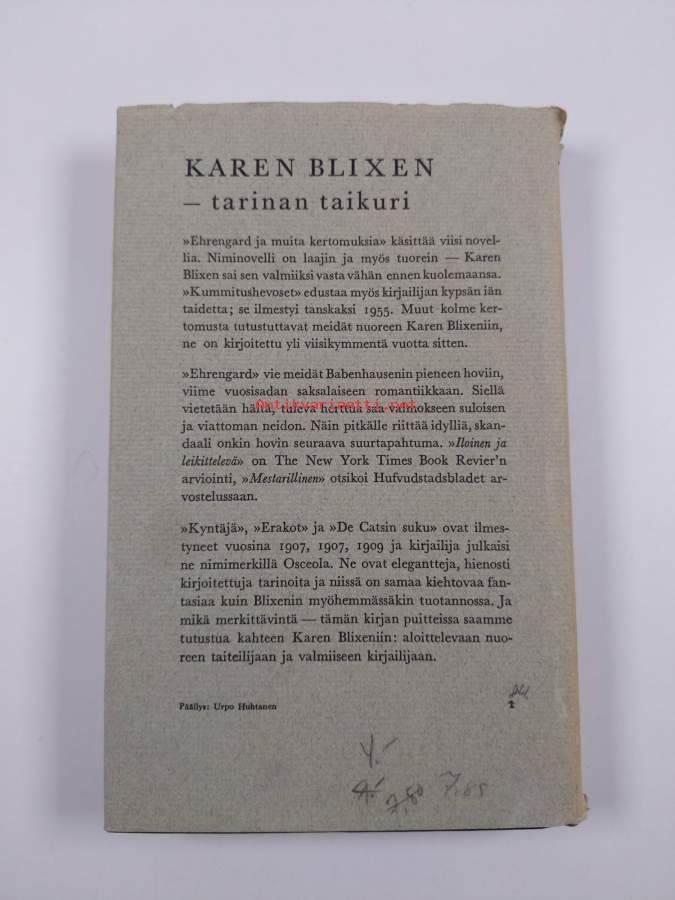 KAREN BLIXEN
– tarinan taikuri
»Ehrengard ja muita kertomuksia» käsittää viisi novel-
lia. Niminovelli on laajin ja myös tuorein — Karen
Blixen sai sen valmiiksi vasta vähän ennen kuolemaansa.
»Kummitushevoset» edustaa myös kirjailijan kypsän iän
taidetta; se ilmestyi tanskaksi 1955. Muut kolme ker-
tomusta tutustuttavat meidät nuoreen Karen Blixeniin,
ne on kirjoitettu yli viisikymmentä vuotta sitten.
»Ehrengard» vie meidät Babenhausenin pieneen hoviin,
viime vuosisadan saksalaiseen romantiikkaan. Siellä
vietetään häitä, tuleva herttua saa vaimokseen suloisen
ja viattoman neidon. Näin pitkälle riittää idylliä, skan-
daali onkin hovin seuraava suurtapahtuma. »Iloinen ja
leikittelevä» on The New York Times Book Revier'n
arviointi, »Mestarillinen» otsikoi Hufvudstadsbladet ar-
vostelussaan.
»Kyntäjä», »Erakot» ja »De Catsin suku» ovat ilmes-
tyneet vuosina 1907, 1907, 1909 ja kirjailija julkaisi
ne nimimerkillä Osceola. Ne ovat elegantteja, hienosti
kirjoitettuja tarinoita ja niissä on samaa kiehtovaa fan-
tasiaa kuin Blixenin myöhemmässäkin tuotannossa. Ja
mikä merkittävintä — tämän kirjan puitteissa saamme
tutustua kahteen Karen Blixeniin: aloittelevaan nuo-
reen taiteilijaan ja valmiiseen kirjailijaan.
Päällys: Urpo Huhtanen
Antikvariaatti.net